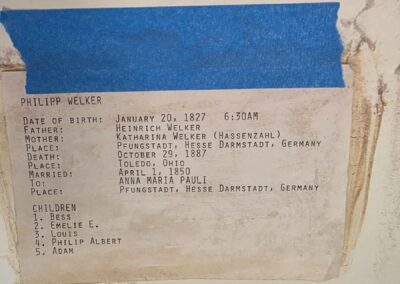 PHILIPP WELKER
DATE OF BIRTH: JANUARY 20, 1827 6:30AM
FATHER: HEINRICH WELKER
MOTHER: KATHARINA WELKER (HASSENZAHL)
PLACE: PFUNGSTADT, HESSE DARMSTADT, GERMANY
DEATH: OCTOBER 29, 1887
PLACE: TOLEDO, OHIO
MARRIED: APRIL 1, 1850
TO: ANNA MARIA PAULI
PLACE: PFUNGSTADT, HESSE DARMSTADT, GERMANY
CHILDREN
1. BESS
2. EMELIE E.
3. LOUIS
4. PHILIP ALBERT
5. ADAM